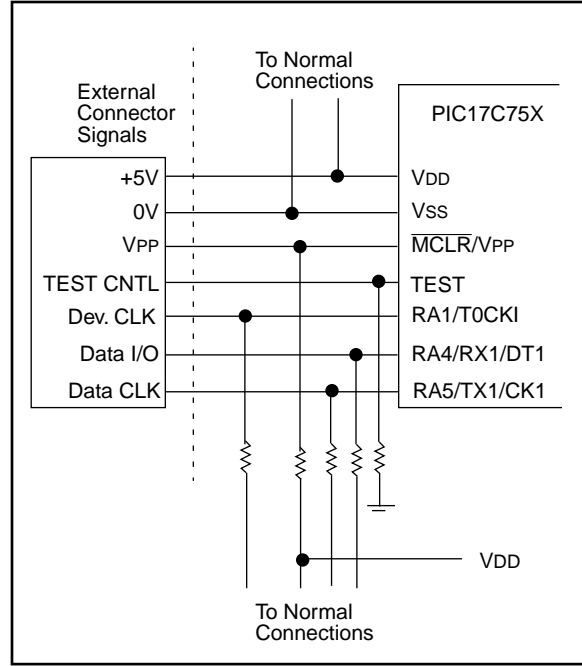 To Normal
Connections
External
Connector
Signals
PIC17C75X
+5V
VDD
0V
VSS
VPP
MCLR/VPP
TEST CNTL
TEST
Dev. CLK
RA1/T0CKI
Data I/O
RA4/RX1/DT1
Data CLK
RA5/TX1/CK1
VDD
To Normal
Connections